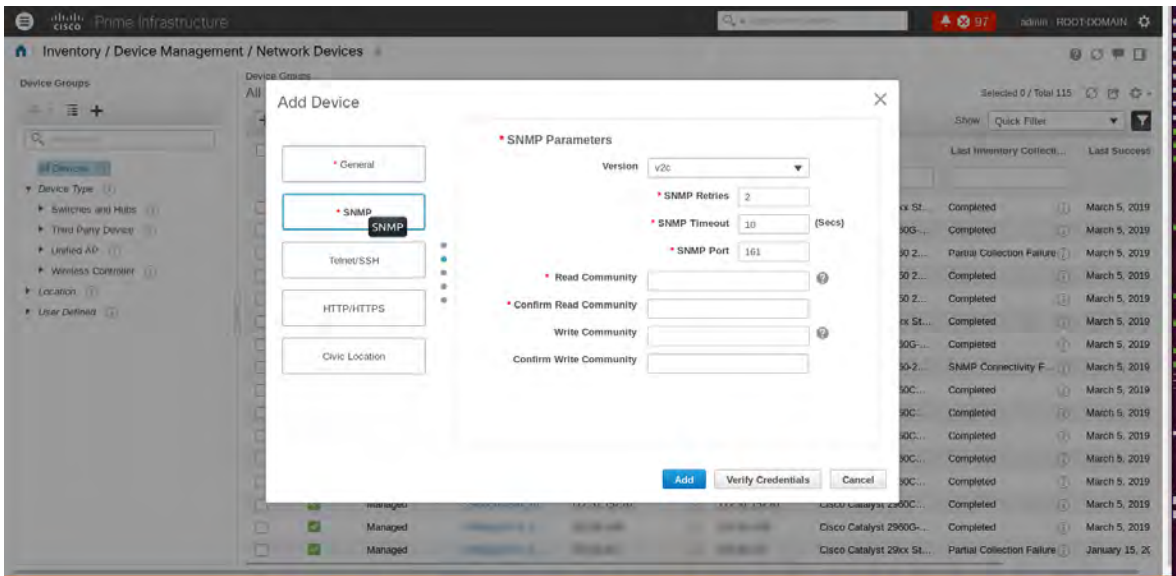 cisco Prime Infrastructure
97
admin - ROOT-DOMAIN
Inventory / Device Management / Network Devices
Device Groups
Device Groups
All
Selected 0 / Total 115
Show Quick Filter
Last Inventory Collecti... Last Success
All Devices
Device Type
Switches and Hubs
Third Party Device
Unified AP
Wireless Controller
Location
User Defined
Add Device
* General
* SNMP
SNMP
Telnet/SSH
HTTP/HTTPS
Civic Location
* SNMP Parameters
Version v2c
* SNMP Retries 2
* SNMP Timeout 10 (Secs)
* SNMP Port 161
* Read Community
* Confirm Read Community
Write Community
Confirm Write Community
Add Verify Credentials Cancel
St... Completed March 5, 2019
60G-... Completed March 5, 2019
Partial Collection Failure March 5, 2019
Completed March 5, 2019
Completed March 5, 2019
St... Completed March 5, 2019
Completed March 5, 2019
SNMP Connectivity F... March 5, 2019
Completed March 5, 2019
Completed March 5, 2019
Completed March 5, 2019
Completed March 5, 2019
Completed March 5, 2019
Managed Cisco Catalyst 2960C... Completed March 5, 2019
Managed Cisco Catalyst 2960G-... Completed March 5, 2019
Managed Cisco Catalyst 29xx St... Partial Collection Failure January 15, 20